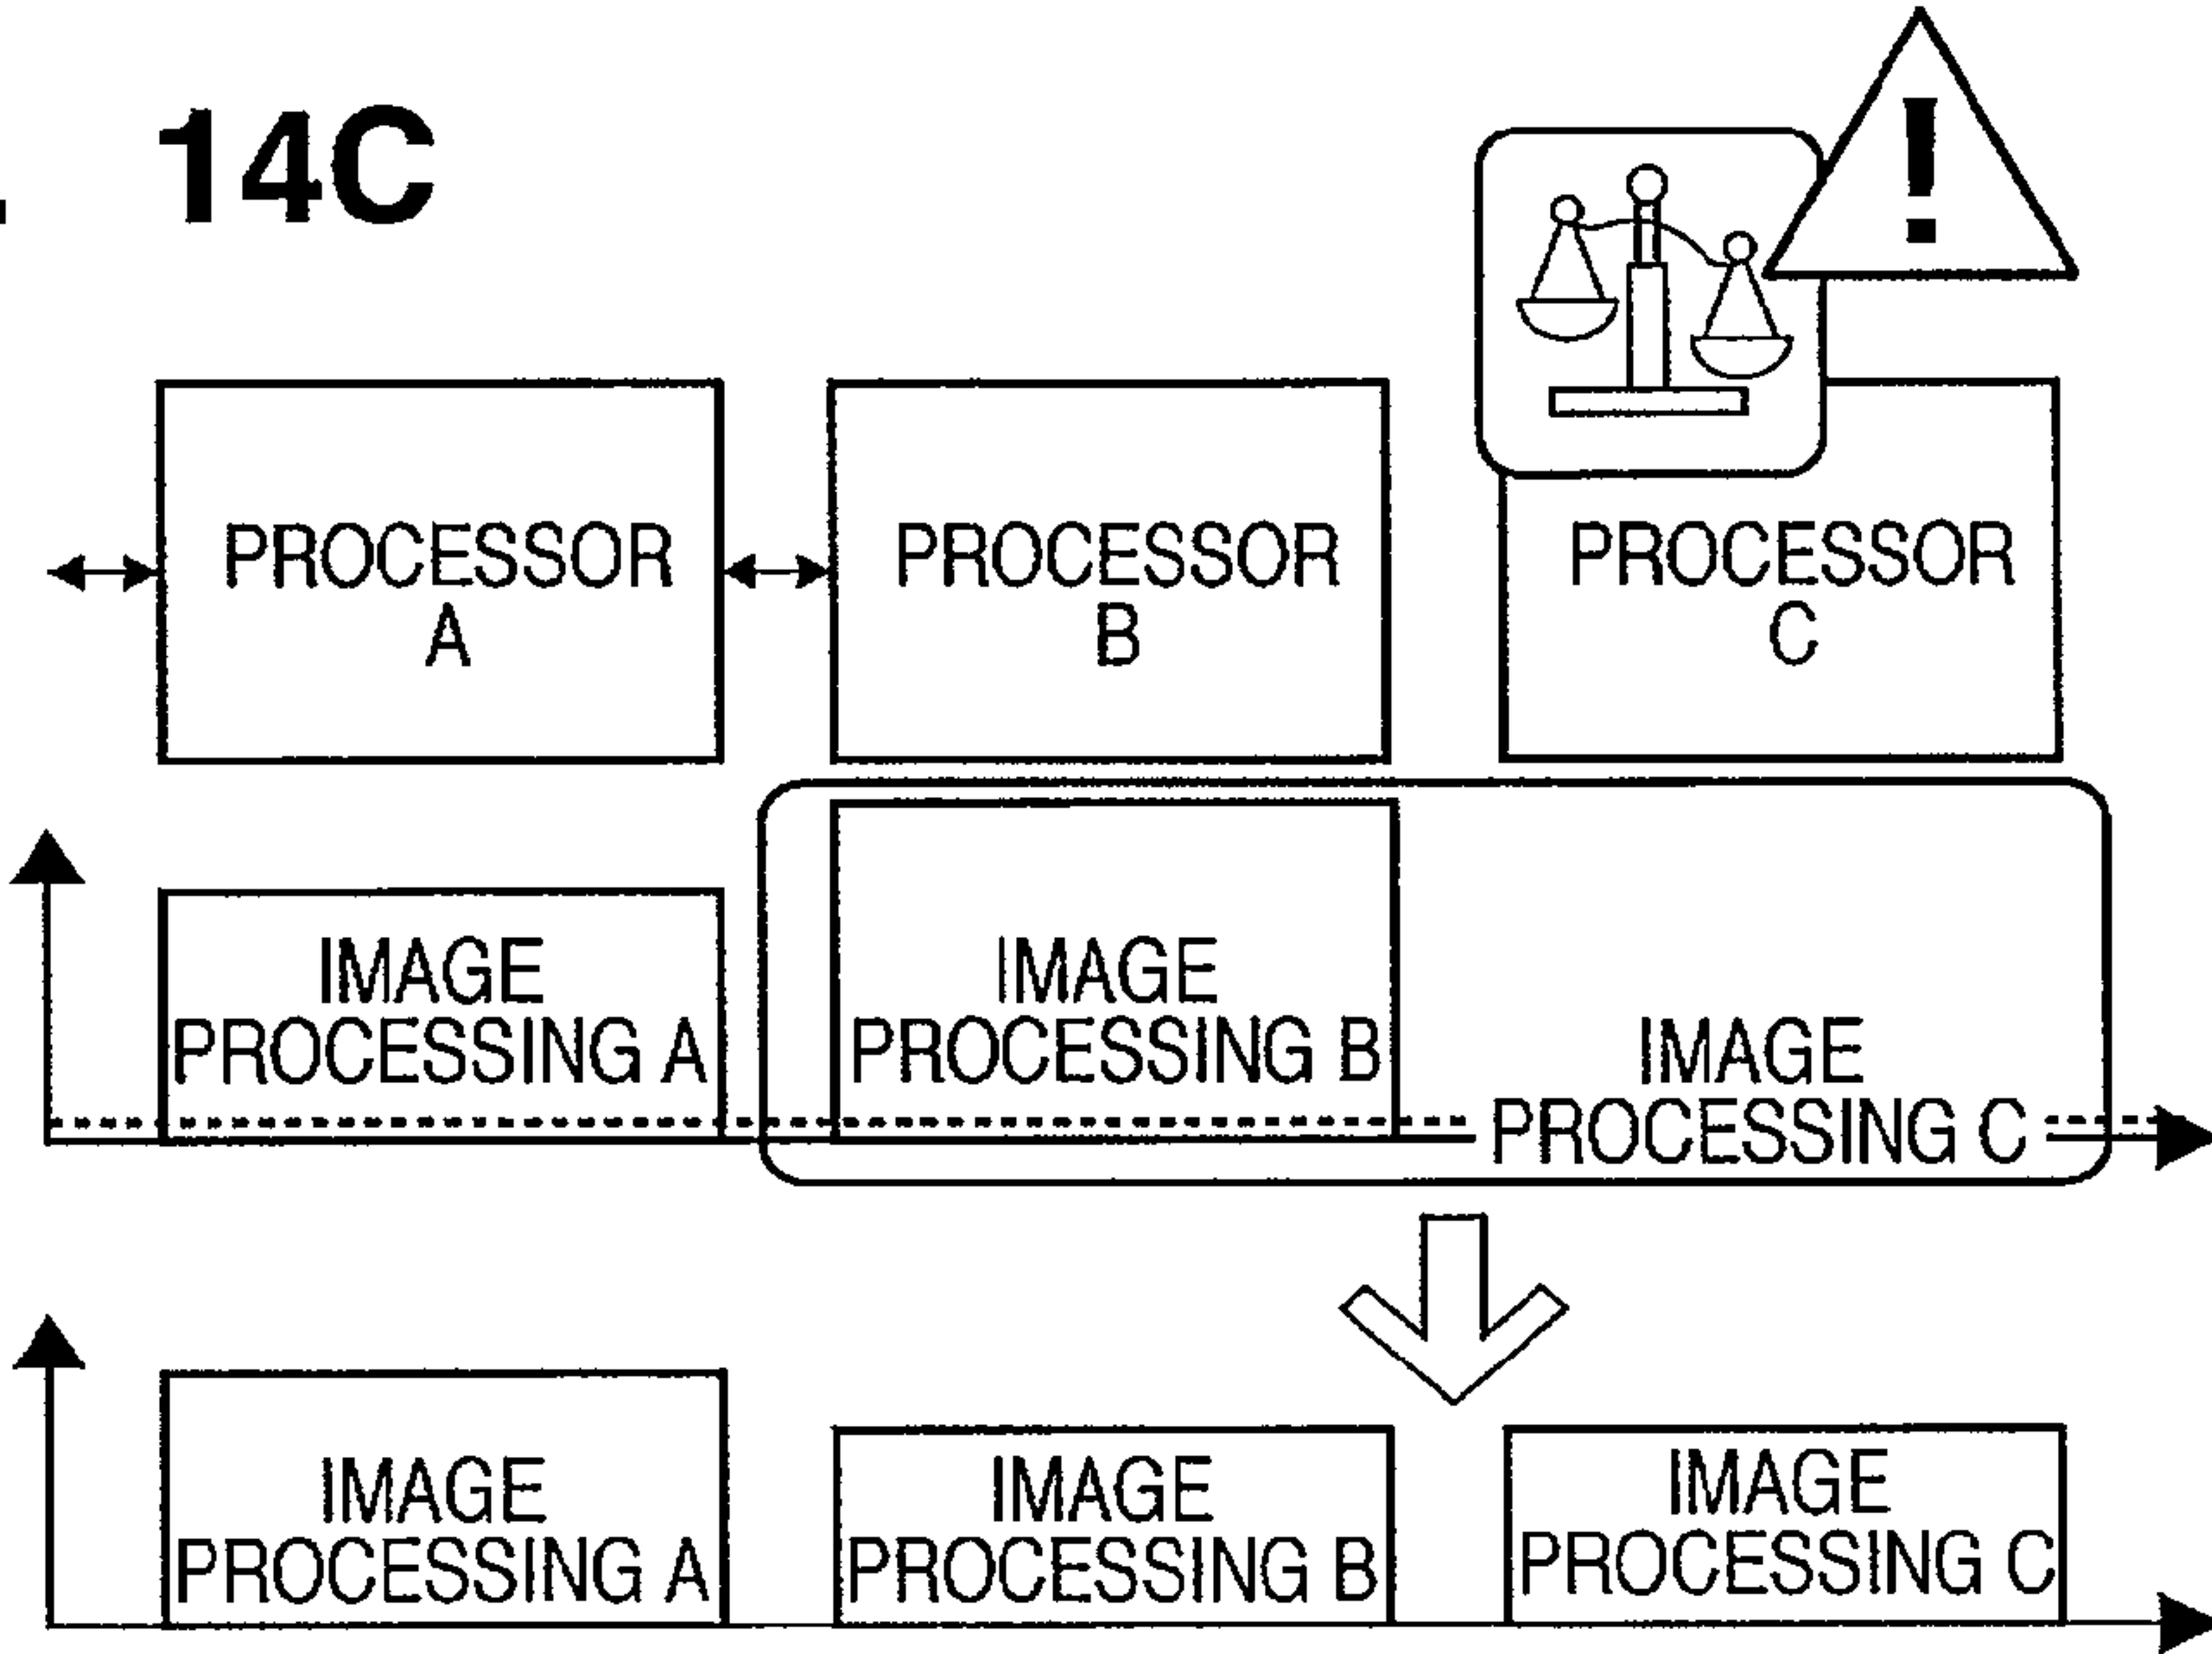 14C
!
PROCESSOR
A
PROCESSOR
B
PROCESSOR
C
IMAGE
PROCESSING A
IMAGE
PROCESSING B
IMAGE
PROCESSING C
IMAGE
PROCESSING A
IMAGE
PROCESSING B
IMAGE
PROCESSING C